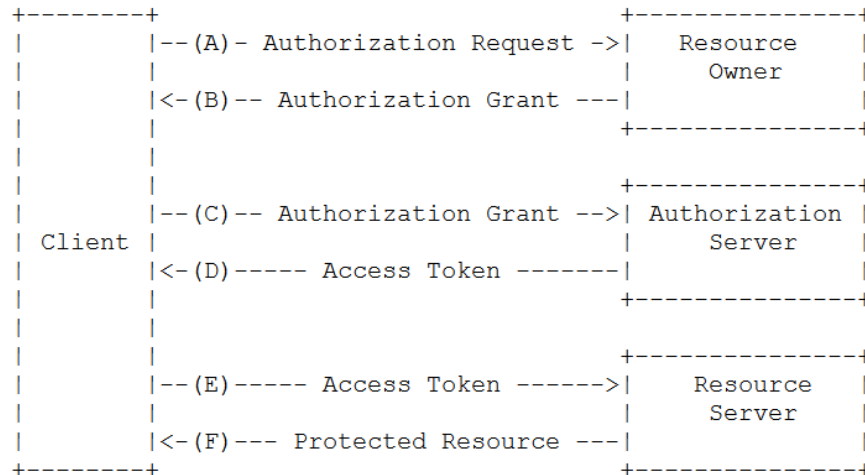 +--------+                               +---------------+
|        |--(A)- Authorization Request ->|   Resource    |
|        |                               |     Owner     |
|        |<-(B)-- Authorization Grant ---|               |
|        |                               +---------------+
|        |
|        |                               +---------------+
|        |--(C)-- Authorization Grant -->| Authorization |
| Client |                               |     Server    |
|        |<-(D)----- Access Token -------|               |
|        |                               +---------------+
|        |
|        |                               +---------------+
|        |--(E)----- Access Token ------>|    Resource   |
|        |                               |     Server    |
|        |<-(F)--- Protected Resource ---|               |
+--------+                               +---------------+